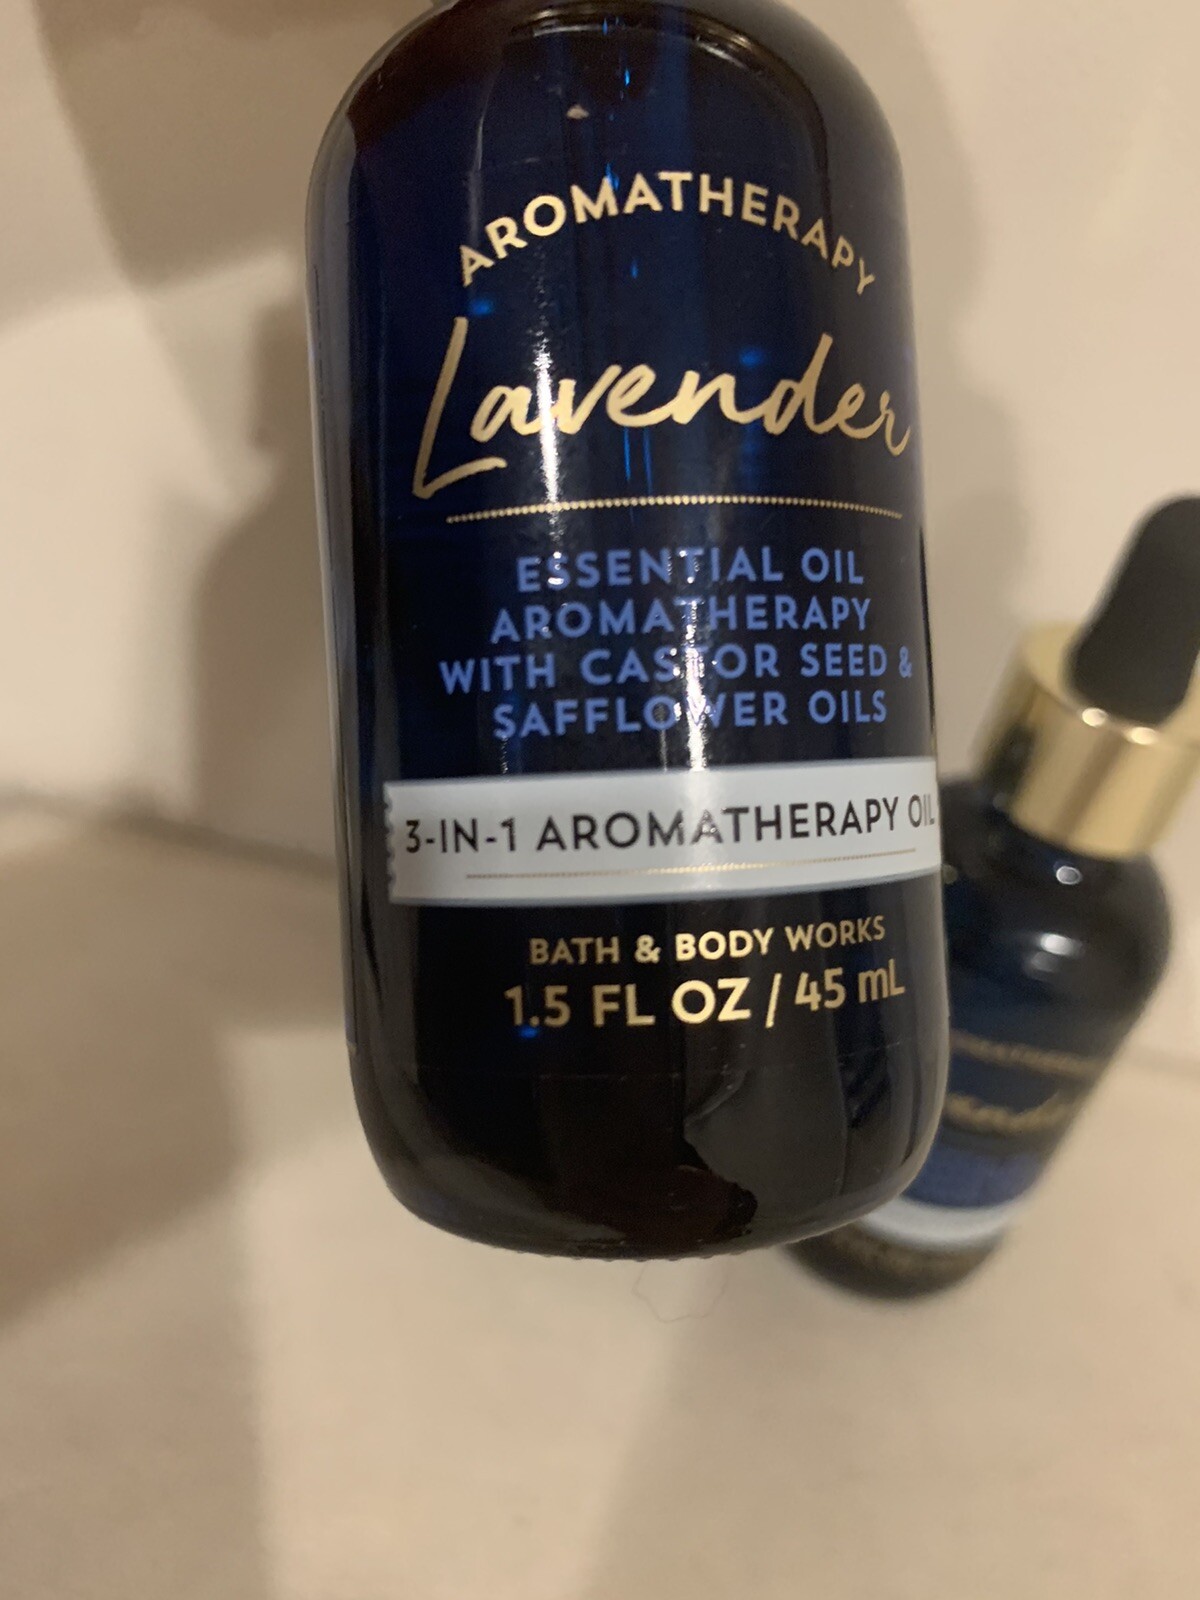 AROMATHERAPY
Lavender
ESSENTIAL OIL
AROMATHERAPY
WITH CASTOR SEED &
SAFFLOWER OILS
3-IN-1 AROMATHERAPY OIL
BATH & BODY WORKS
1.5 FL OZ / 45 mL